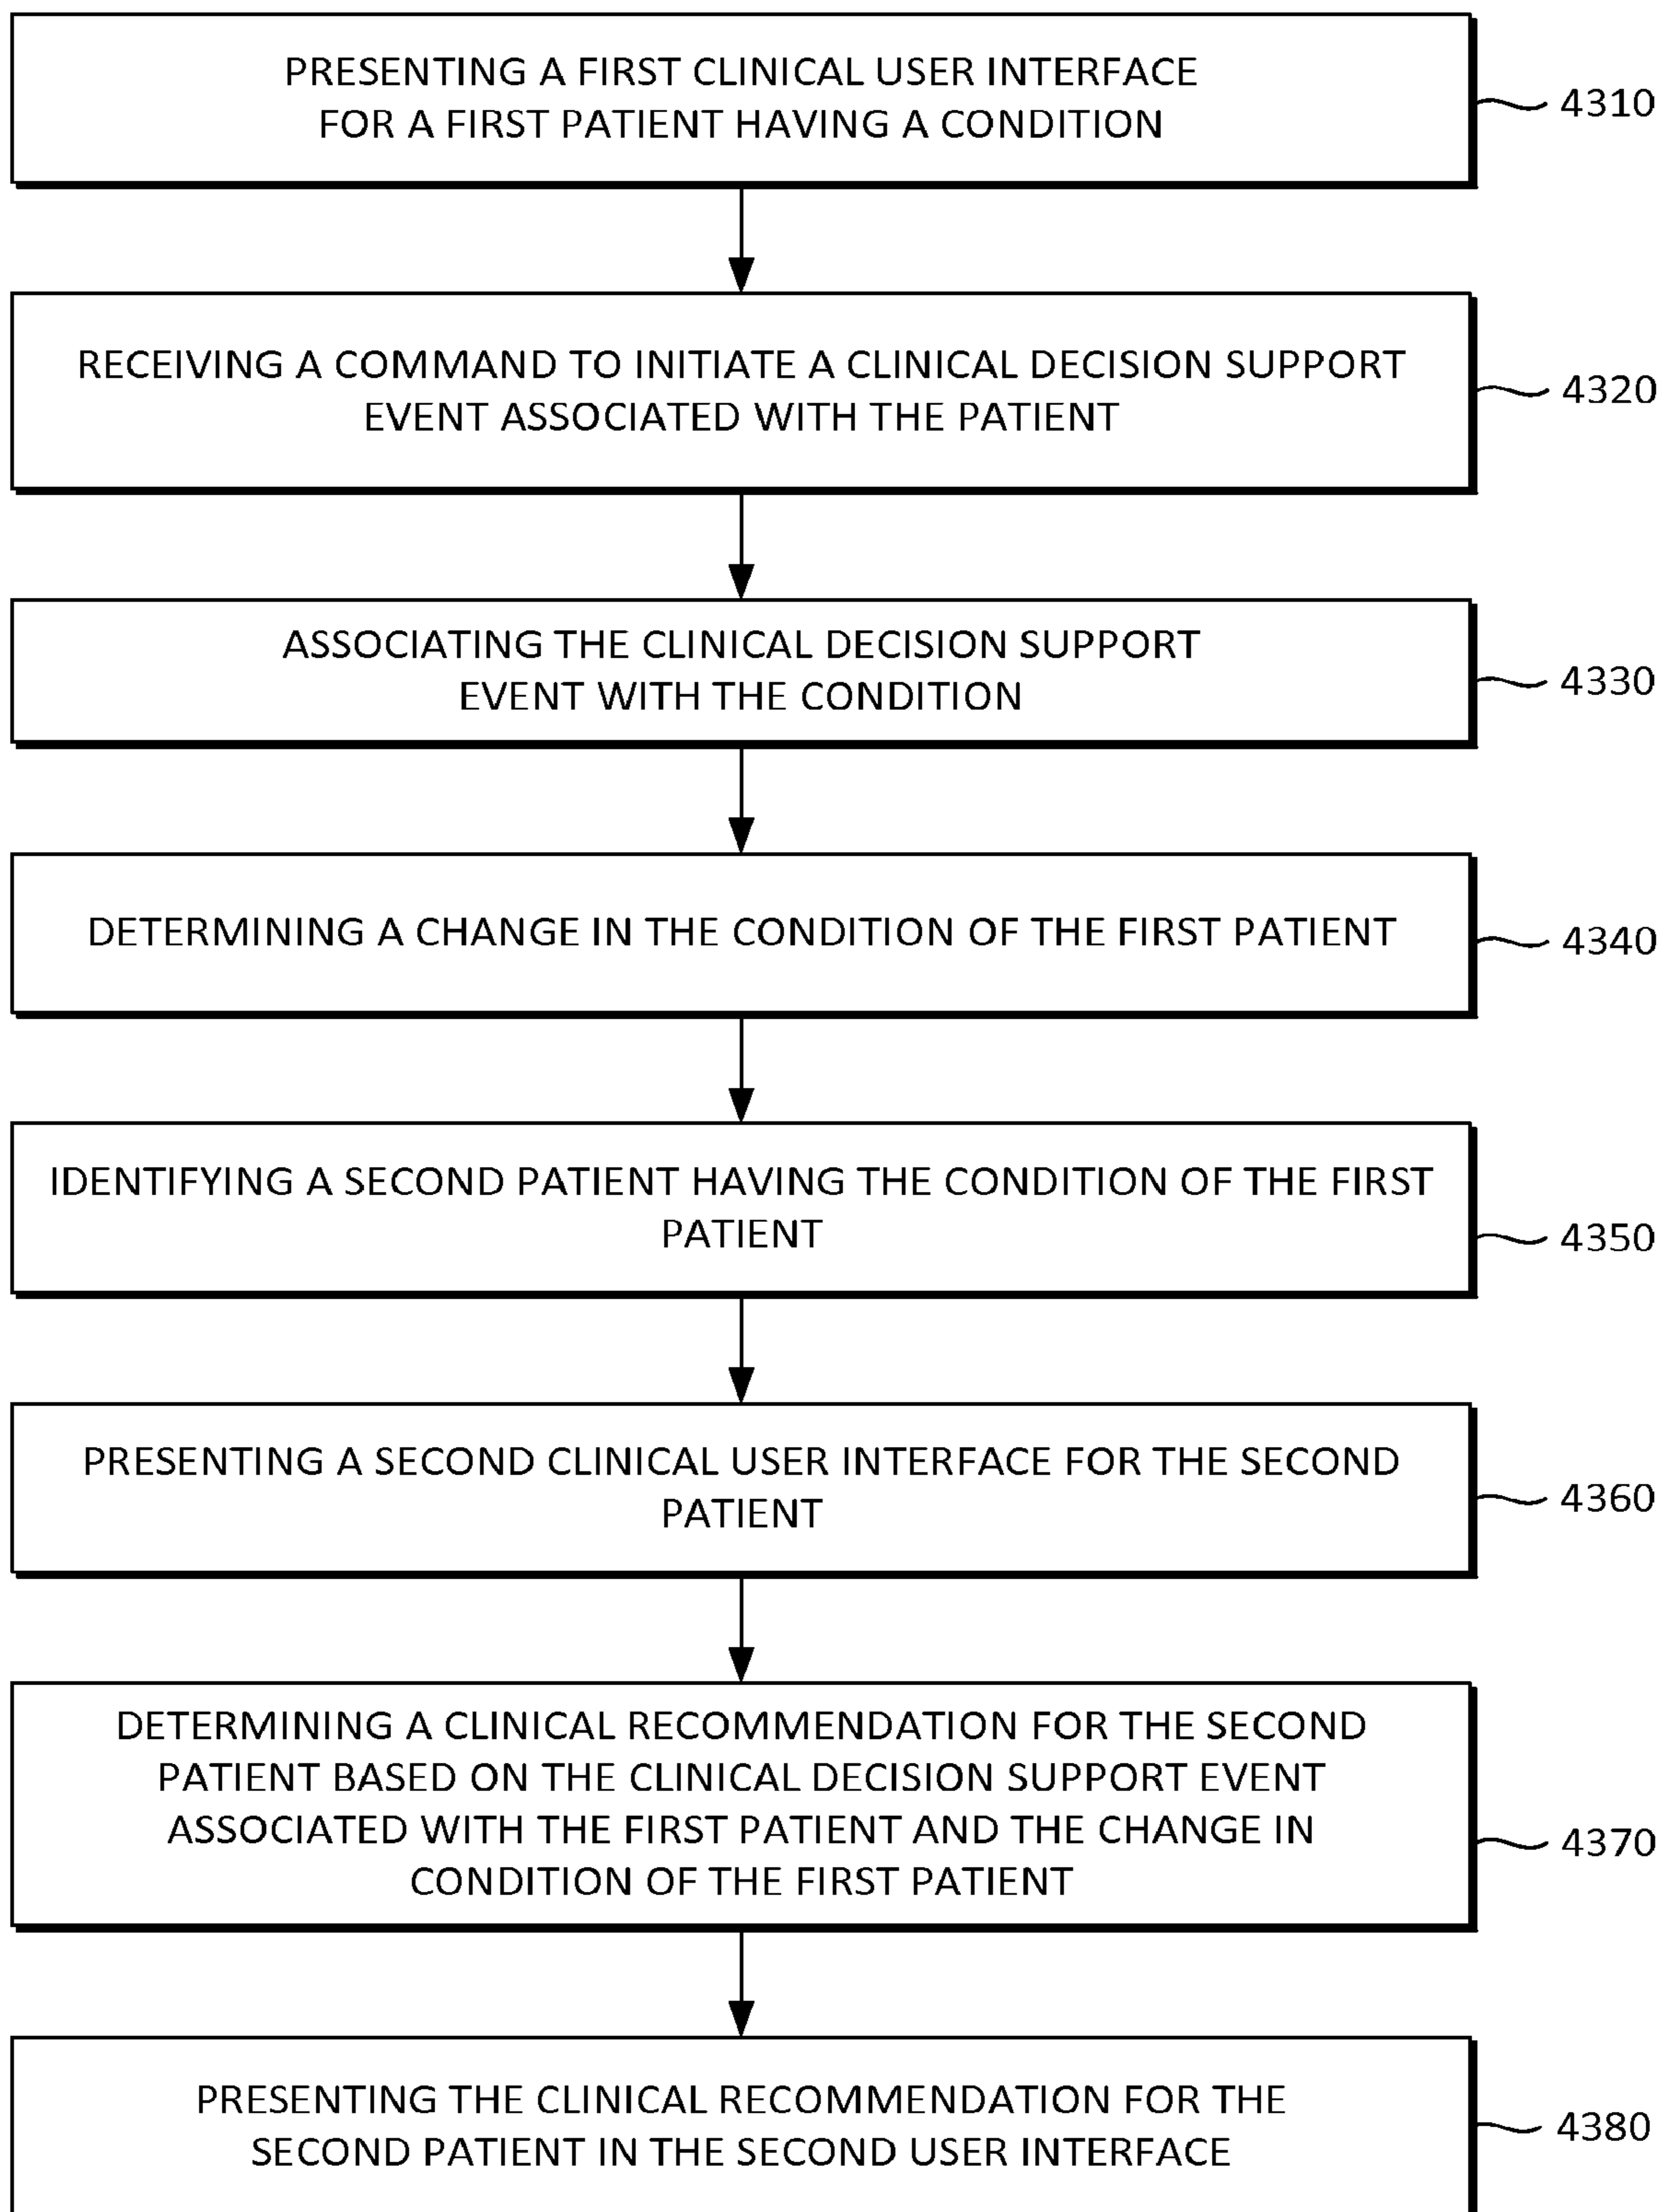 PRESENTING A FIRST CLINICAL USER INTERFACE
FOR A FIRST PATIENT HAVING A CONDITION
4310
RECEIVING A COMMAND TO INITIATE A CLINICAL DECISION SUPPORT
EVENT ASSOCIATED WITH THE PATIENT
4320
ASSOCIATING THE CLINICAL DECISION SUPPORT
EVENT WITH THE CONDITION
4330
DETERMINING A CHANGE IN THE CONDITION OF THE FIRST PATIENT
4340
IDENTIFYING A SECOND PATIENT HAVING THE CONDITION OF THE FIRST
PATIENT
4350
PRESENTING A SECOND CLINICAL USER INTERFACE FOR THE SECOND
PATIENT
4360
DETERMINING A CLINICAL RECOMMENDATION FOR THE SECOND
PATIENT BASED ON THE CLINICAL DECISION SUPPORT EVENT
ASSOCIATED WITH THE FIRST PATIENT AND THE CHANGE IN
CONDITION OF THE FIRST PATIENT
4370
PRESENTING THE CLINICAL RECOMMENDATION FOR THE
SECOND PATIENT IN THE SECOND USER INTERFACE
4380